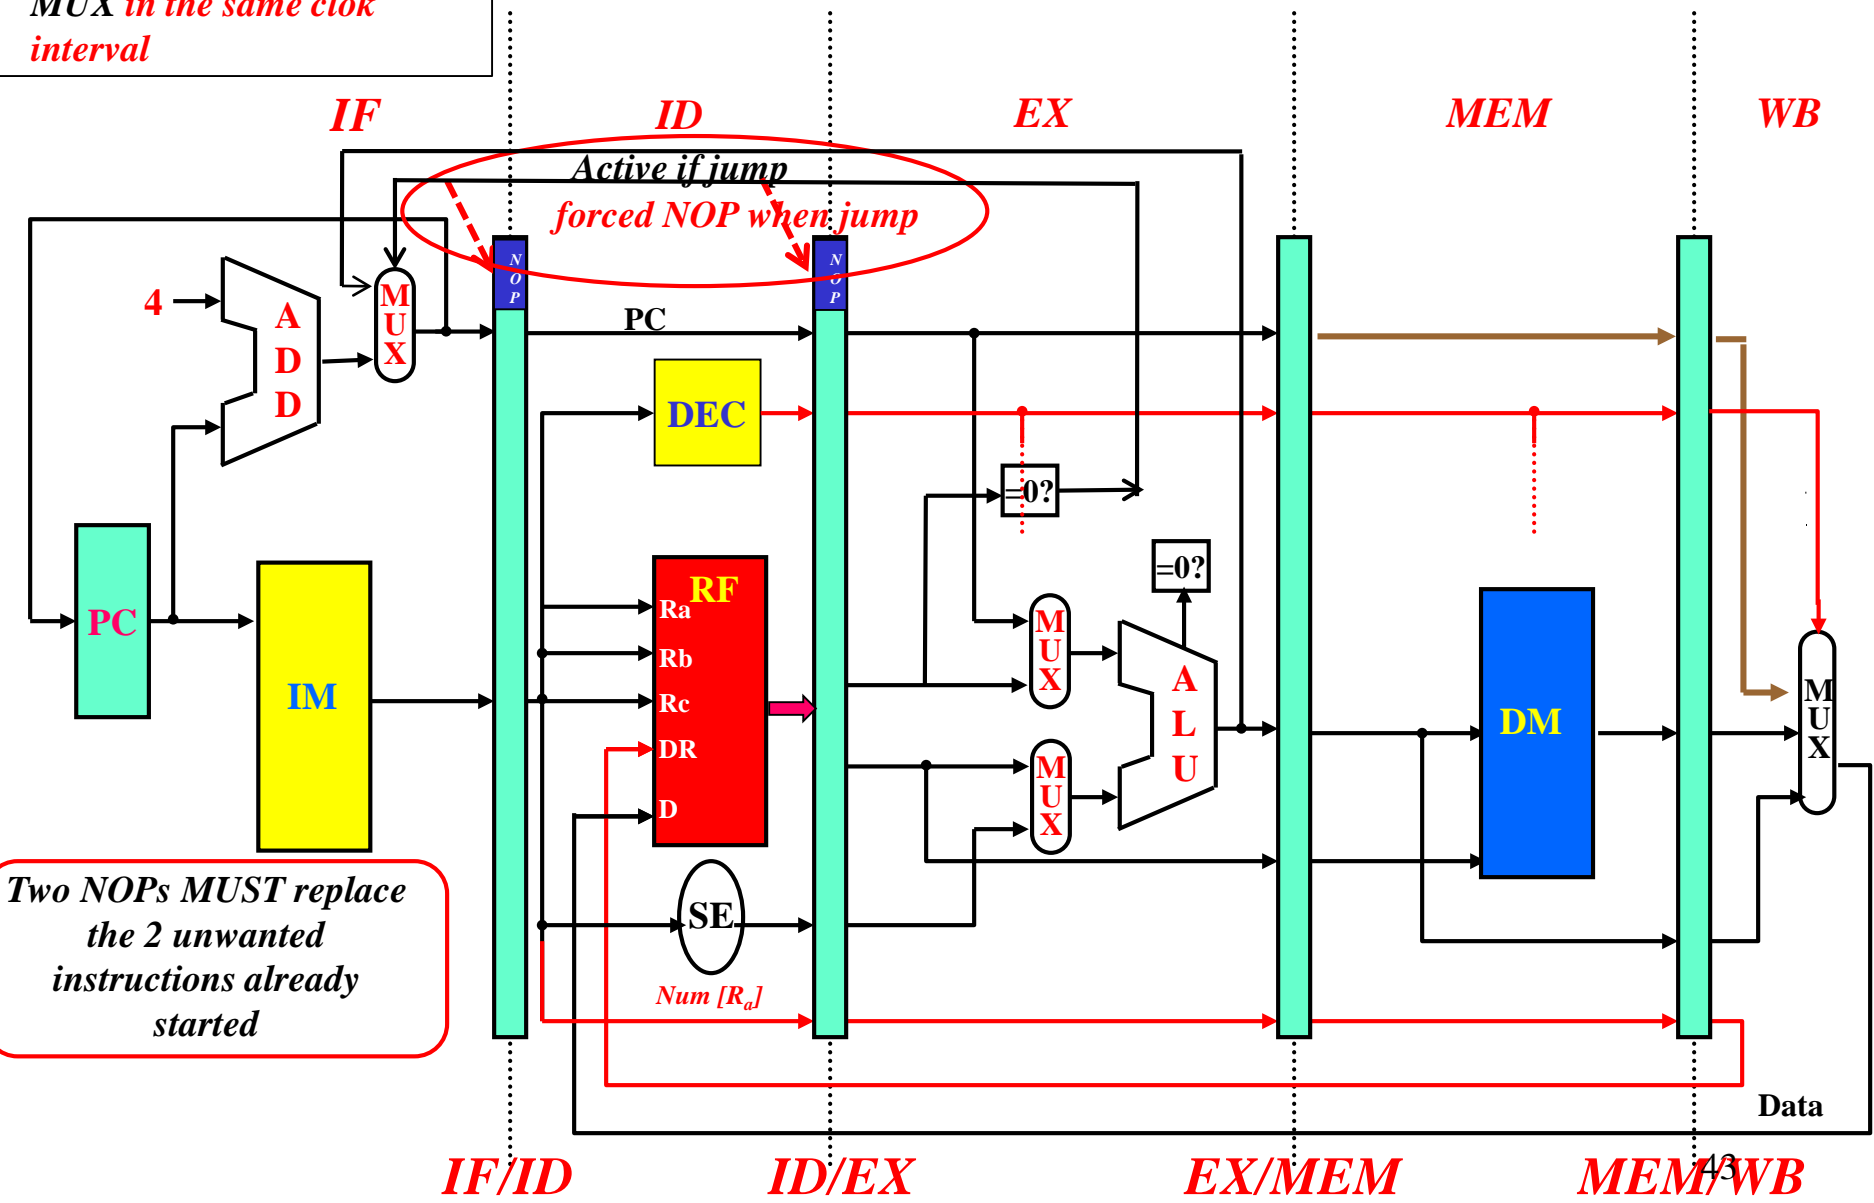 MUX in the same clok
interval
IF
ID
EX
MEM
WB
Active if jump
forced NOP when jump
NOP
NOP
4
ADD
MUX
PC
DEC
=0?
=0?
PC
IM
RF
Ra
Rb
Rc
DR
D
MUX
MUX
ALU
DM
MUX
SE
Num [Ra]
Two NOPs MUST replace
the 2 unwanted
instructions already
started
Data
IF/ID
ID/EX
EX/MEM
MEM/WB
43